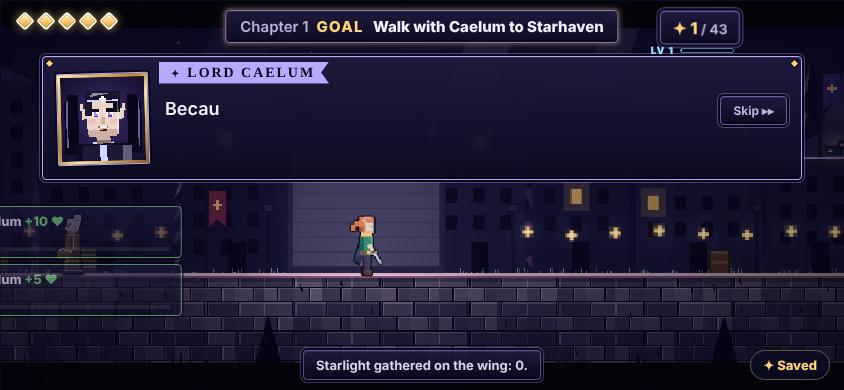 Chapter 1 GOAL Walk with Caelum to Starhaven
1 / 43
LV 1
LORD CAELUM
Becau
Skip
lum +10
lum +5
Starlight gathered on the wing: 0.
Saved